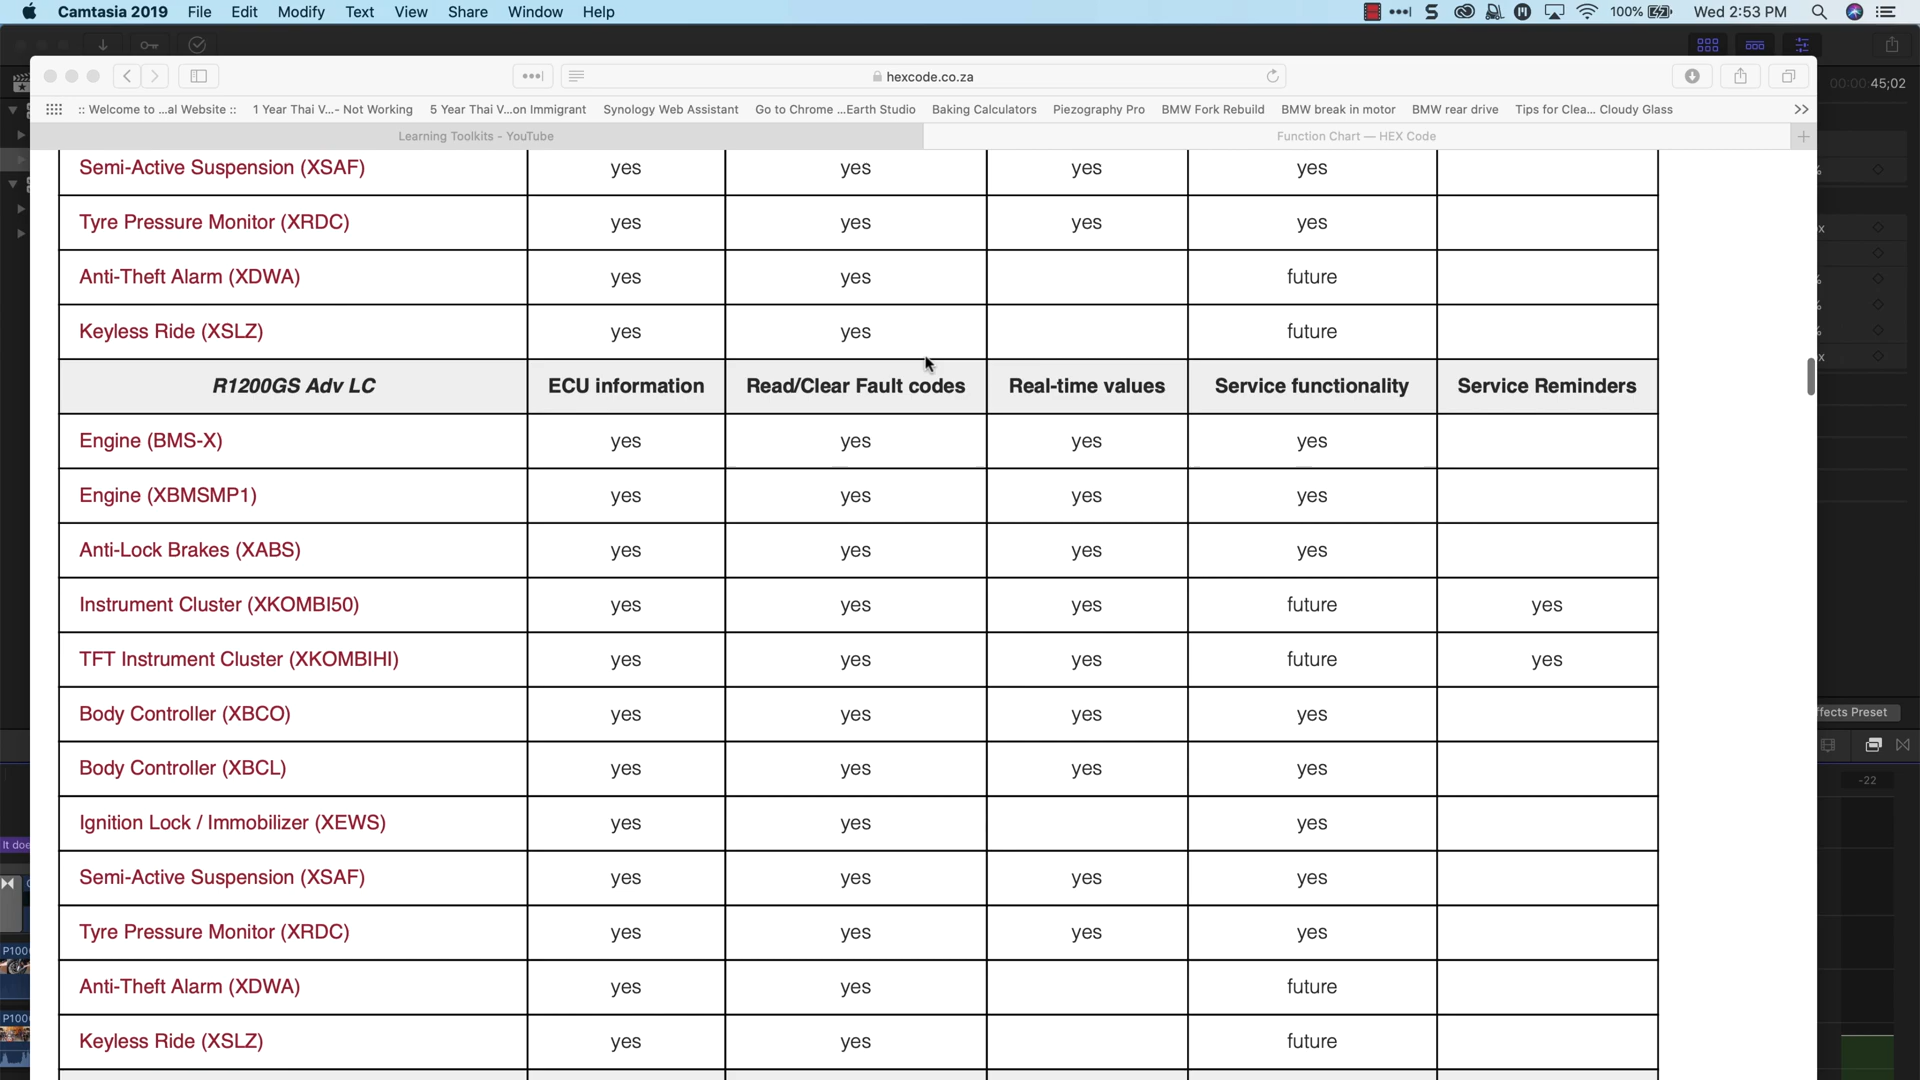 Camtasia 2019 File Edit Modify Text View Share Window Help 100% Wed 2:53 PM
hexcode.co.za
00:00 45;02
:: Welcome to ...al Website :: 1 Year Thai V...- Not Working 5 Year Thai V...on Immigrant Synology Web Assistant Go to Chrome ...Earth Studio Baking Calculators Piezography Pro BMW Fork Rebuild BMW break in motor BMW rear drive Tips for Clea... Cloudy Glass
Learning Toolkits - YouTube Function Chart — HEX Code
Semi-Active Suspension (XSAF) yes yes yes yes
Tyre Pressure Monitor (XRDC) yes yes yes yes
Anti-Theft Alarm (XDWA) yes yes future
Keyless Ride (XSLZ) yes yes future
R1200GS Adv LC ECU information Read/Clear Fault codes Real-time values Service functionality Service Reminders
Engine (BMS-X) yes yes yes yes
Engine (XBMSMP1) yes yes yes yes
Anti-Lock Brakes (XABS) yes yes yes yes
Instrument Cluster (XKOMBI50) yes yes yes future yes
TFT Instrument Cluster (XKOMBIHI) yes yes yes future yes
Body Controller (XBCO) yes yes yes yes
ffects Preset
Body Controller (XBCL) yes yes yes yes
-22
Ignition Lock / Immobilizer (XEWS) yes yes yes
It doe
Semi-Active Suspension (XSAF) yes yes yes yes
Tyre Pressure Monitor (XRDC) yes yes yes yes
P100
Anti-Theft Alarm (XDWA) yes yes future
P100
Keyless Ride (XSLZ) yes yes future